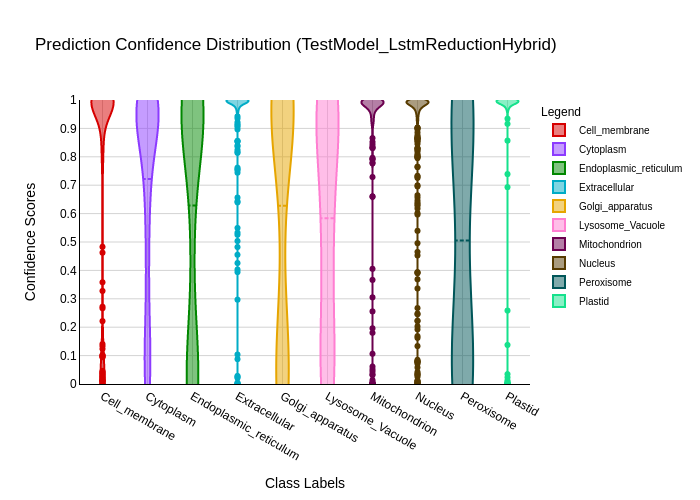 Prediction Confidence Distribution (TestModel_LstmReductionHybrid)
Legend
Cell_membrane
Cytoplasm
Endoplasmic_reticulum
Extracellular
Golgi_apparatus
Lysosome_Vacuole
Mitochondrion
Nucleus
Peroxisome
Plastid
Confidence Scores
1
0.9
0.8
0.7
0.6
0.5
0.4
0.3
0.2
0.1
0
Cell_membrane
Cytoplasm
Endoplasmic_reticulum
Extracellular
Golgi_apparatus
Lysosome_Vacuole
Mitochondrion
Nucleus
Peroxisome
Plastid
Class Labels